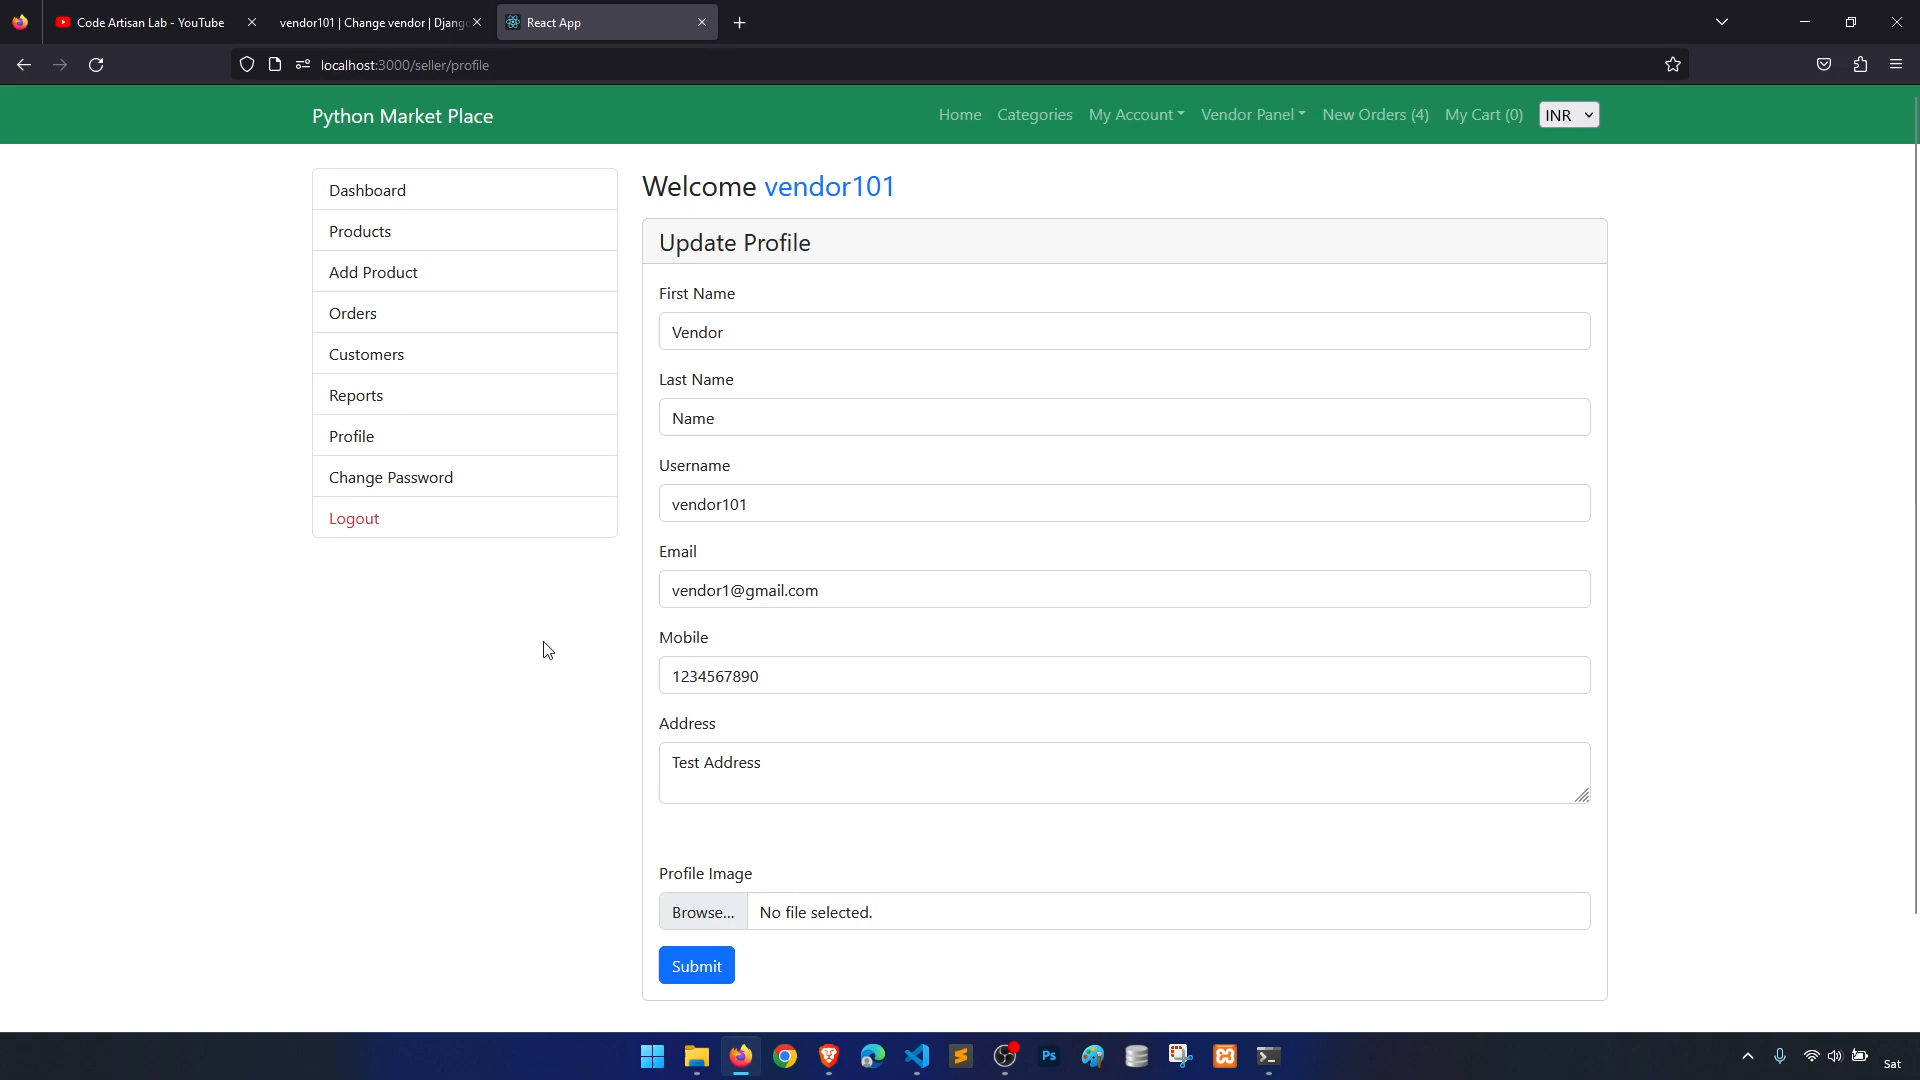 Code Artisan Lab - YouTube
vendor101 | Change vendor | Djang
React App
localhost:3000/seller/profile
Python Market Place
Home
Categories
My Account
Vendor Panel
New Orders (4)
My Cart (0)
INR
Dashboard
Products
Add Product
Orders
Customers
Reports
Profile
Change Password
Logout
Welcome vendor101
Update Profile
First Name
Vendor
Last Name
Name
Username
vendor101
Email
vendor1@gmail.com
Mobile
1234567890
Address
Test Address
Profile Image
Browse... No file selected.
Submit
Ps
Sat